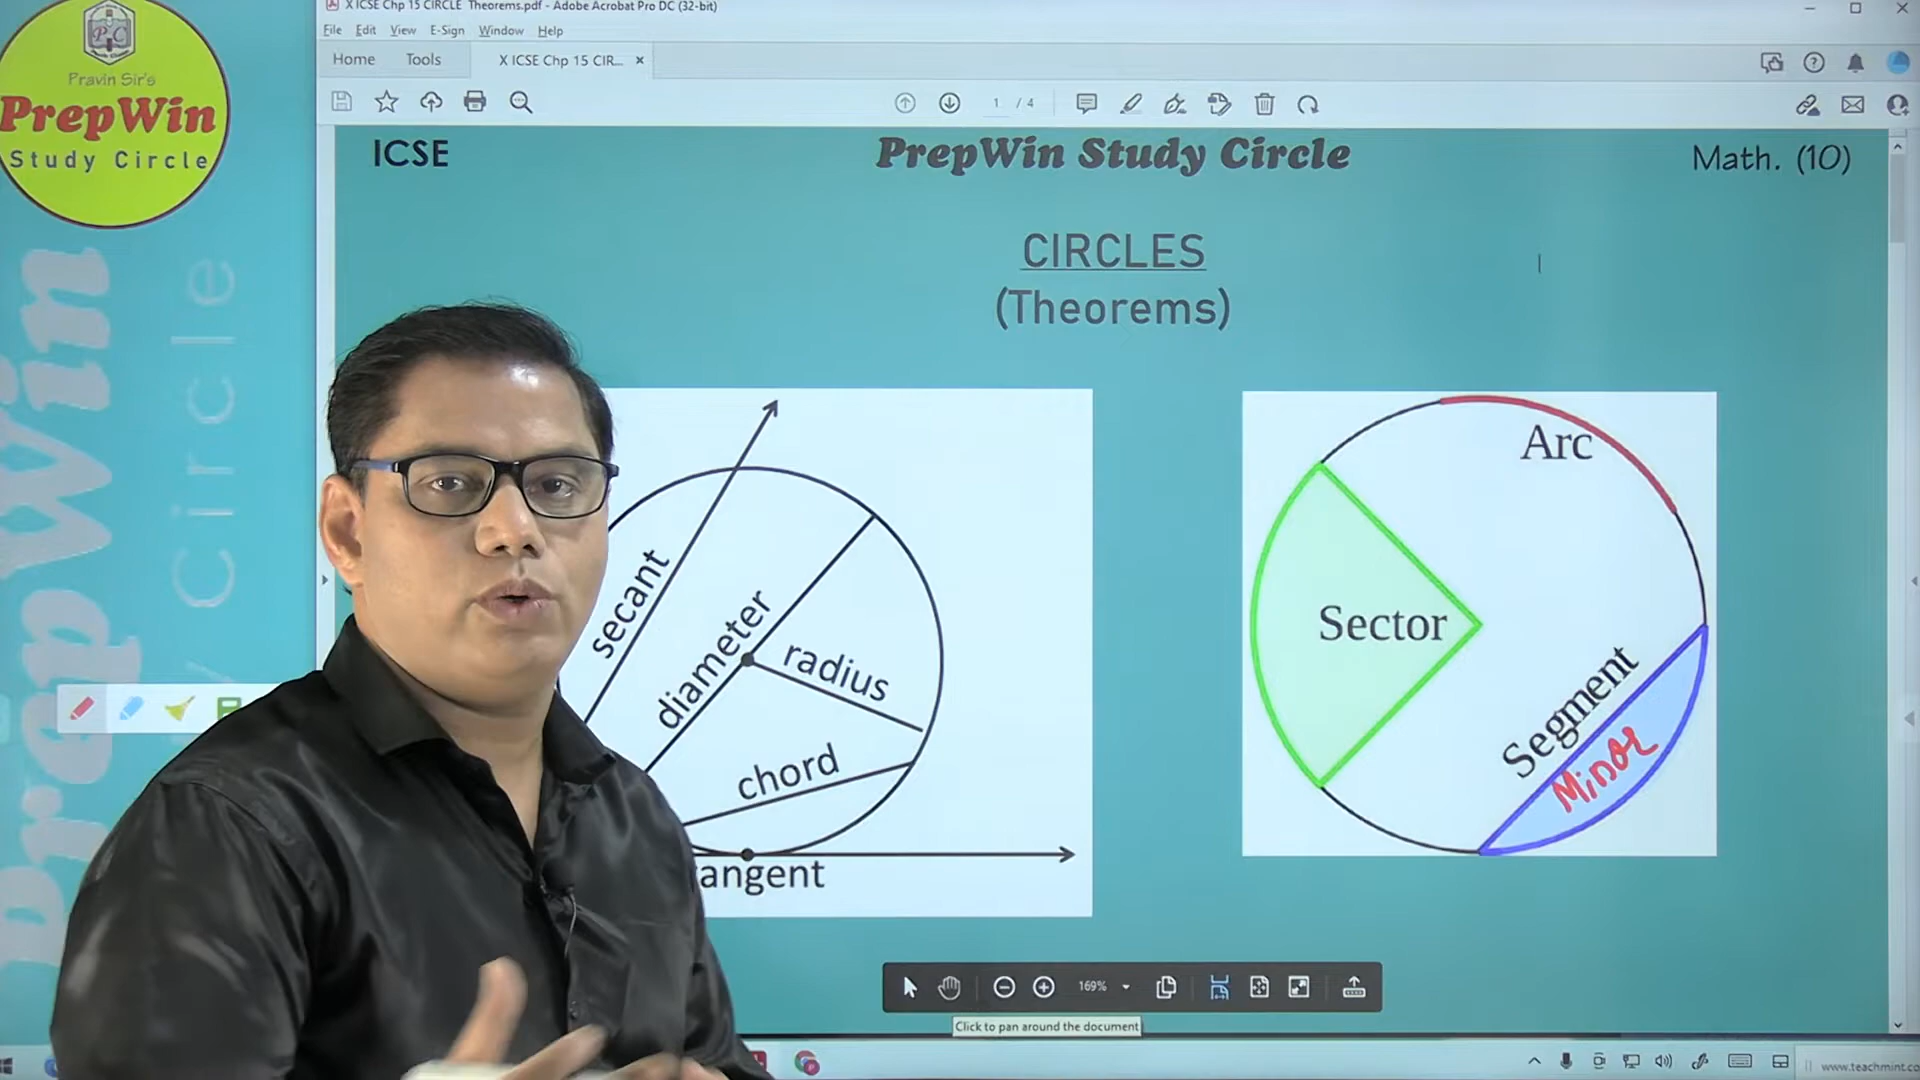 X ICSE Chp 15 CIRCLE Theorems.pdf - Adobe Acrobat Pro DC (32-bit)
File Edit View E-Sign Window Help
Home Tools X ICSE Chp 15 CIR... ×
1 / 4
Pravin Sir's
PrepWin
Study Circle
ICSE PrepWin Study Circle Math. (10)
CIRCLES
(Theorems)
secant
diameter
radius
chord
angent
Arc
Sector
Segment
Minor
PrepWin
Circle
169%
Click to pan around the document
www.teachmint.co